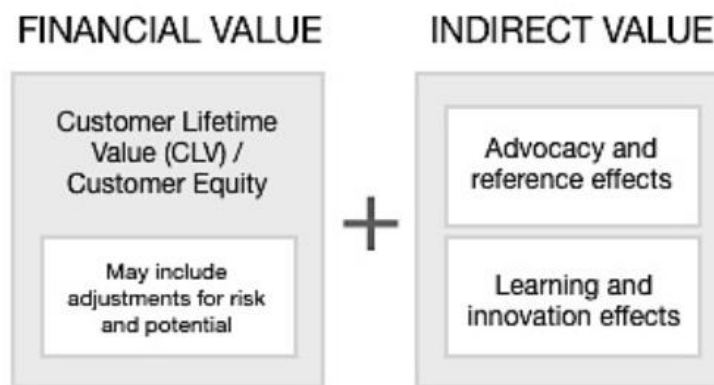 FINANCIAL VALUE
Customer Lifetime
Value (CLV) /
Customer Equity
May include
adjustments for risk
and potential
+
INDIRECT VALUE
Advocacy and
reference effects
Learning and
innovation effects